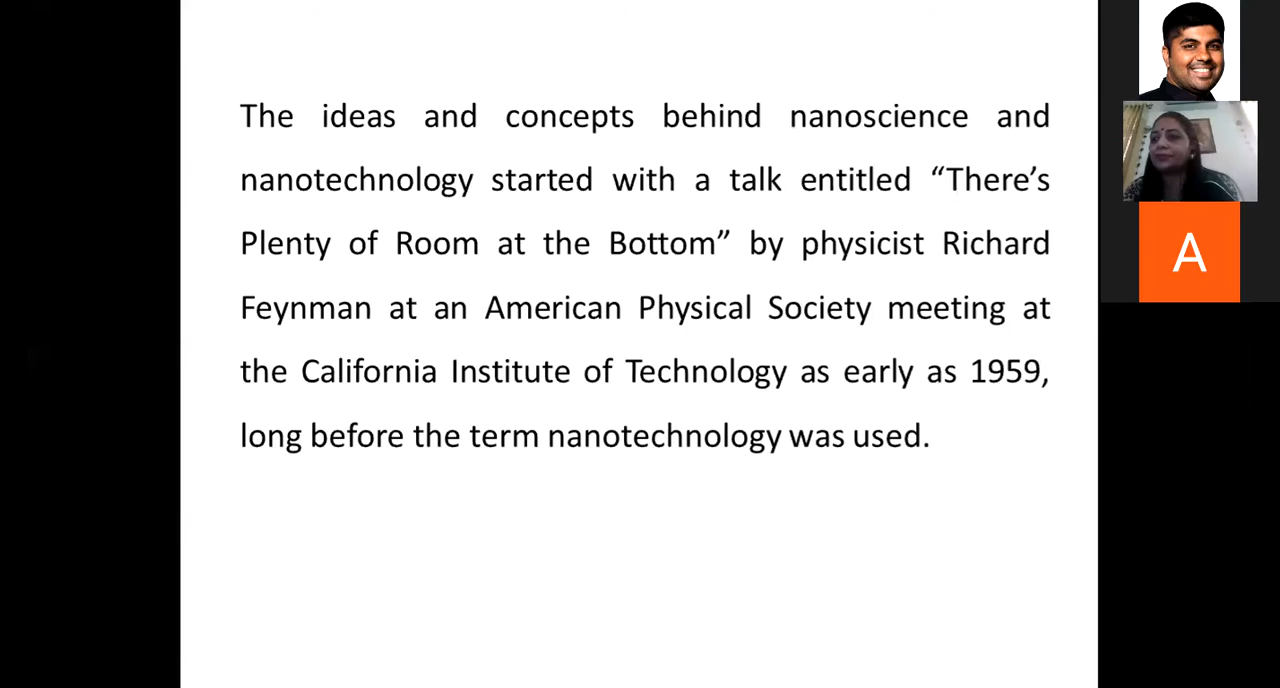 The ideas and concepts behind nanoscience and
nanotechnology started with a talk entitled “There’s
Plenty of Room at the Bottom” by physicist Richard
Feynman at an American Physical Society meeting at
the California Institute of Technology as early as 1959,
long before the term nanotechnology was used.
A